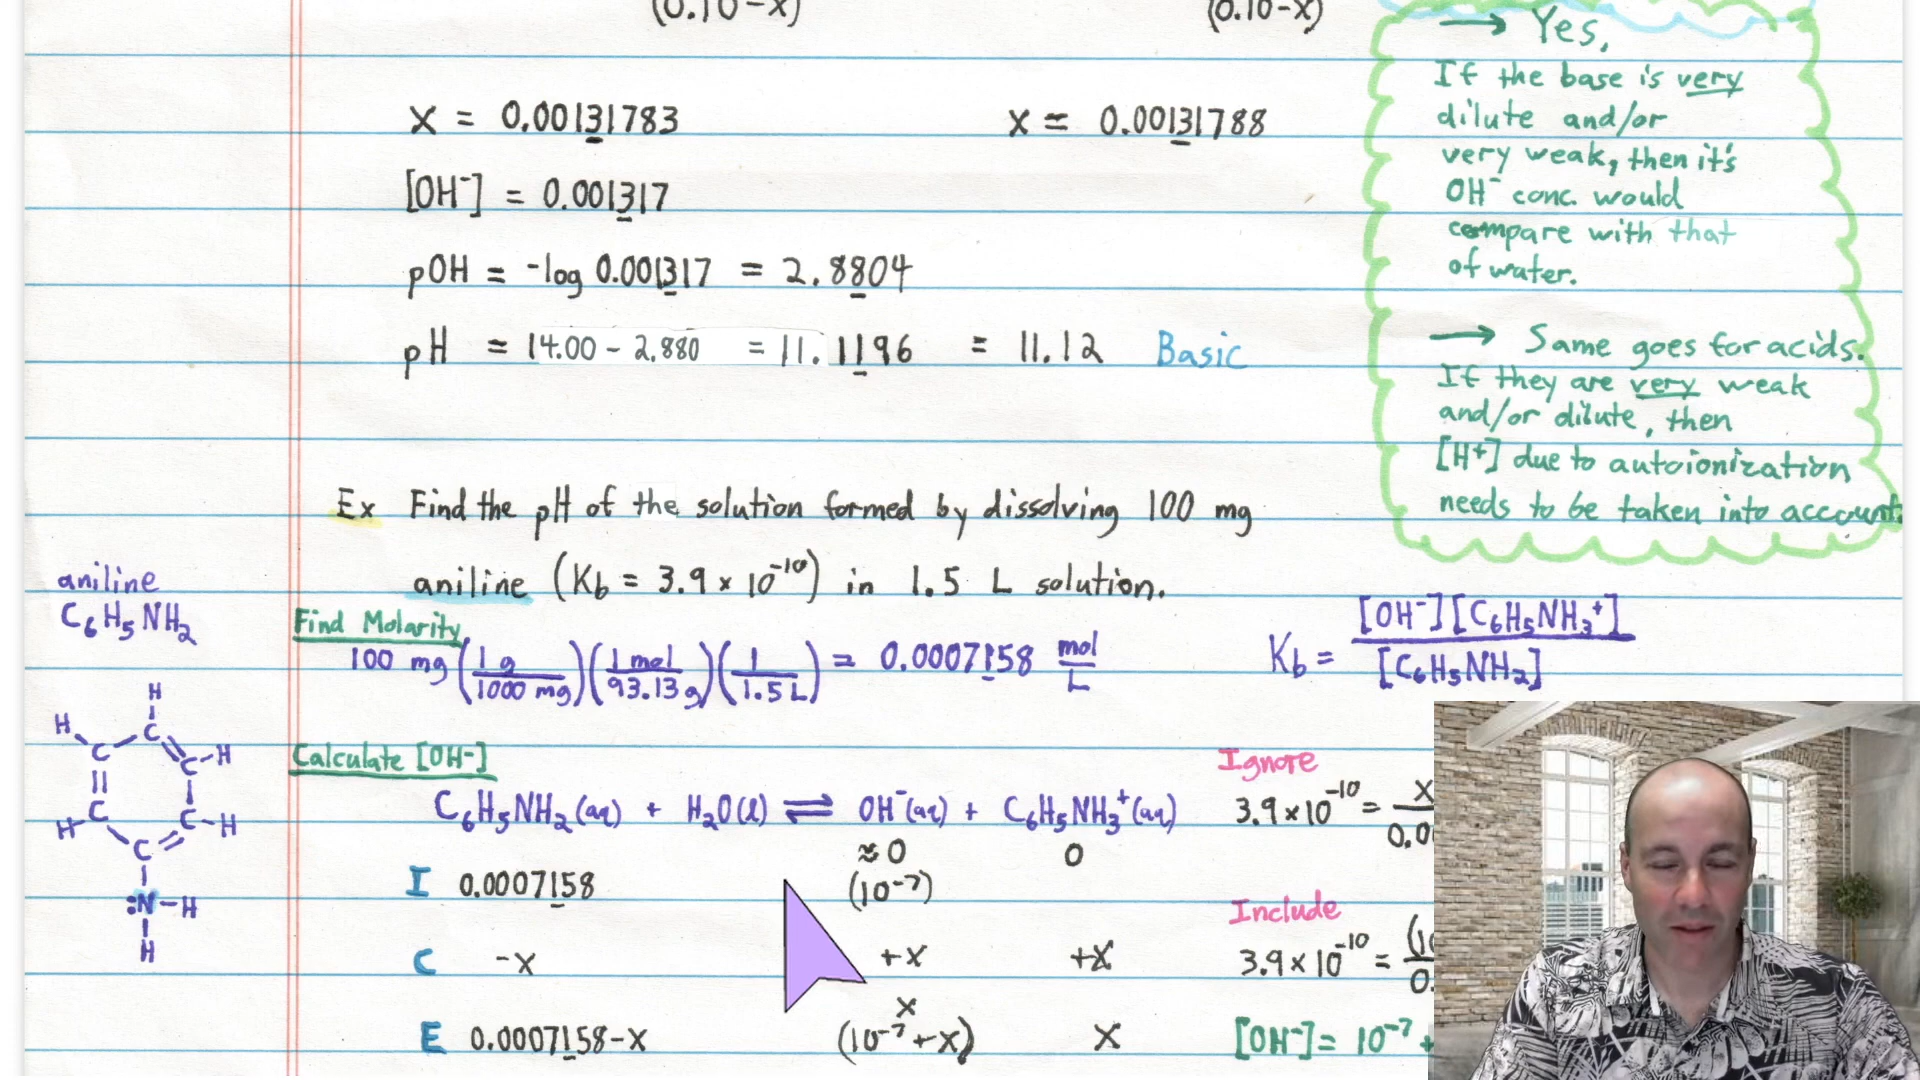 (0.10-x)
(0.10-x)
x = 0.00131783
x = 0.00131788
[OH⁻] = 0.001317
pOH = -log 0.001317 = 2.8804
pH = 14.00 - 2.880 = 11.1196 = 11.12 Basic
→ Yes,
If the base is very
dilute and/or
very weak, then it's
OH⁻ conc. would
compare with that
of water.
→ Same goes for acids.
If they are very weak
and/or dilute, then
[H⁺] due to autoionization
needs to be taken into account.
Ex Find the pH of the solution formed by dissolving 100 mg
aniline (Kb = 3.9 x 10⁻¹⁰) in 1.5 L solution.
aniline
C₆H₅NH₂
Find Molarity
100 mg (1 g / 1000 mg)(1 mol / 93.13 g)(1 / 1.5 L) = 0.0007158 mol / L
Kb = [OH⁻][C₆H₅NH₃⁺] / [C₆H₅NH₂]
H
H C C H
C C
H C C H
C
:N-H
H
Calculate [OH-]
C₆H₅NH₂(aq) + H₂O(l) ⇌ OH⁻(aq) + C₆H₅NH₃⁺(aq)
≈0 0
I 0.0007158 (10⁻⁷)
C -x +x +x
x
E 0.0007158-x (10⁻⁷+x) x
Ignore
3.9x10⁻¹⁰ = x / 0.0
Include
3.9x10⁻¹⁰ = (1 / 0.
[OH⁻] = 10⁻⁷ +